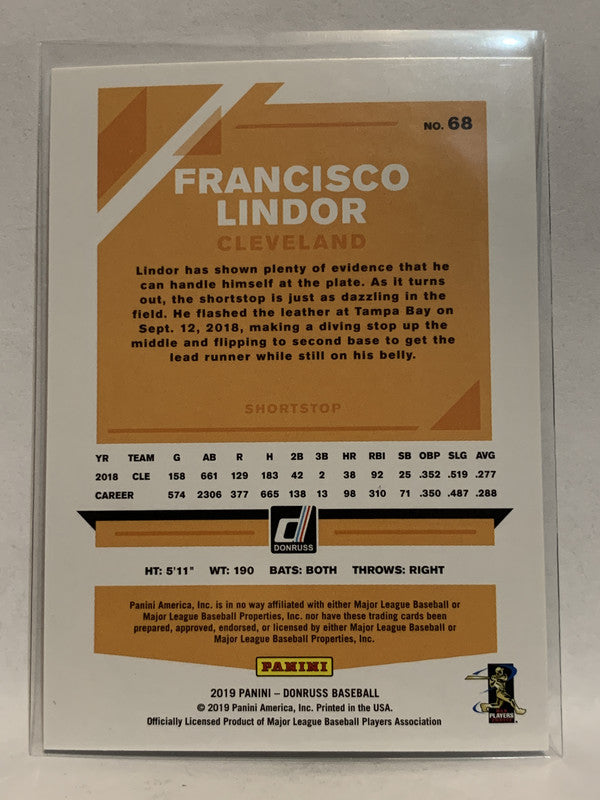 NO. 68
FRANCISCO
LINDOR
CLEVELAND
Lindor has shown plenty of evidence that he
can handle himself at the plate. As it turns
out, the shortstop is just as dazzling in the
field. He flashed the leather at Tampa Bay on
Sept. 12, 2018, making a diving stop up the
middle and flipping to second base to get the
lead runner while still on his belly.
SHORTSTOP
YR TEAM G AB R H 2B 3B HR RBI SB OBP SLG AVG
2018 CLE 158 661 129 183 42 2 38 92 25 .352 .519 .277
CAREER 574 2306 377 665 138 13 98 310 71 .350 .487 .288
DONRUSS
HT: 5'11" WT: 190 BATS: BOTH THROWS: RIGHT
Panini America, Inc. is in no way affiliated with either Major League Baseball or
Major League Baseball Properties, Inc. nor have these trading cards been
prepared, approved, endorsed, or licensed by either Major League Baseball or
Major League Baseball Properties, Inc.
PANINI
2019 PANINI – DONRUSS BASEBALL
© 2019 Panini America, Inc. Printed in the USA.
Officially Licensed Product of Major League Baseball Players Association
PLAYERS